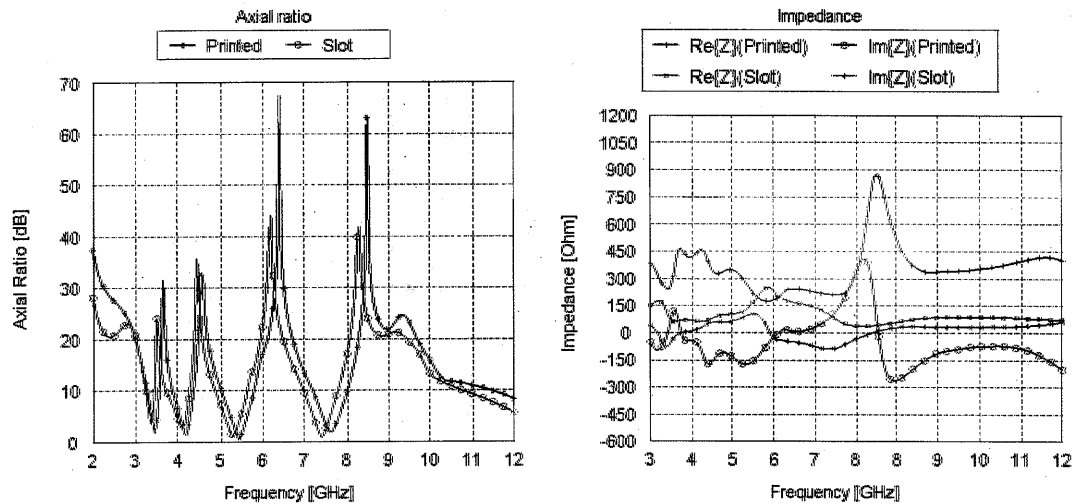 Axial ratio
Printed Slot
Axial Ratio [dB]
70
60
50
40
30
20
10
0
2 3 4 5 6 7 8 9 10 11 12
Frequency [GHz]
Impedance
Re[Z](Printed) Im[Z](Printed)
Re[Z](Slot) Im[Z](Slot)
Impedance [Ohm]
1200
1050
900
750
600
450
300
150
0
-150
-300
-450
-600
3 4 5 6 7 8 9 10 11 12
Frequency [GHz]